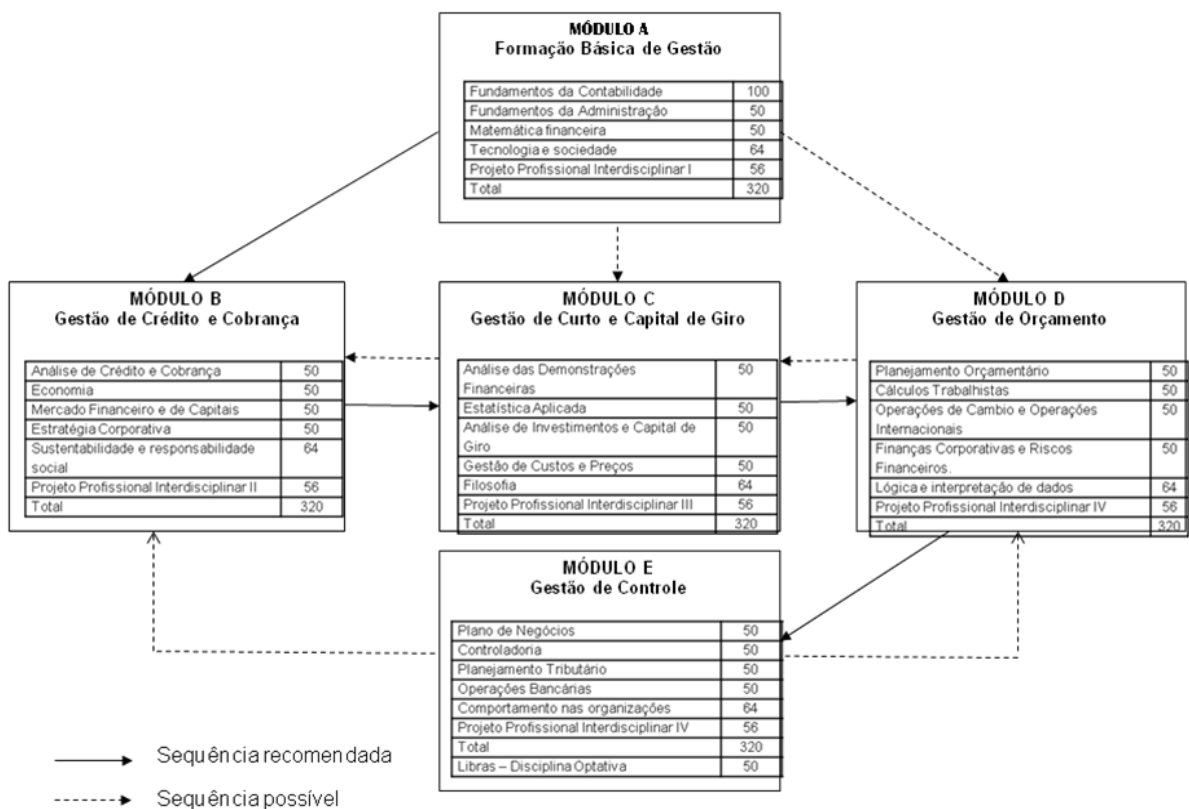 MÓDULO A
Formação Básica de Gestão
Fundamentos da Contabilidade 100
Fundamentos da Administração 50
Matemática financeira 50
Tecnologia e sociedade 64
Projeto Profissional Interdisciplinar I 56
Total 320
MÓDULO B
Gestão de Crédito e Cobrança
Análise de Crédito e Cobrança 50
Economia 50
Mercado Financeiro e de Capitais 50
Estratégia Corporativa 50
Sustentabilidade e responsabilidade 64
social
Projeto Profissional Interdisciplinar II 56
Total 320
MÓDULO C
Gestão de Curto e Capital de Giro
Análise das Demonstrações 50
Financeiras
Estatística Aplicada 50
Análise de Investimentos e Capital de 50
Giro
Gestão de Custos e Preços 50
Filosofia 64
Projeto Profissional Interdisciplinar III 56
Total 320
MÓDULO D
Gestão de Orçamento
Planejamento Orçamentário 50
Cálculos Trabalhistas 50
Operações de Cambio e Operações 50
Internacionais
Finanças Corporativas e Riscos 50
Financeiros.
Lógica e interpretação de dados 64
Projeto Profissional Interdisciplinar IV 56
Total 320
MÓDULO E
Gestão de Controle
Plano de Negócios 50
Controladoria 50
Planejamento Tributário 50
Operações Bancárias 50
Comportamento nas organizações 64
Projeto Profissional Interdisciplinar IV 56
Total 320
Libras – Disciplina Optativa 50
Sequência recomendada
Sequência possível